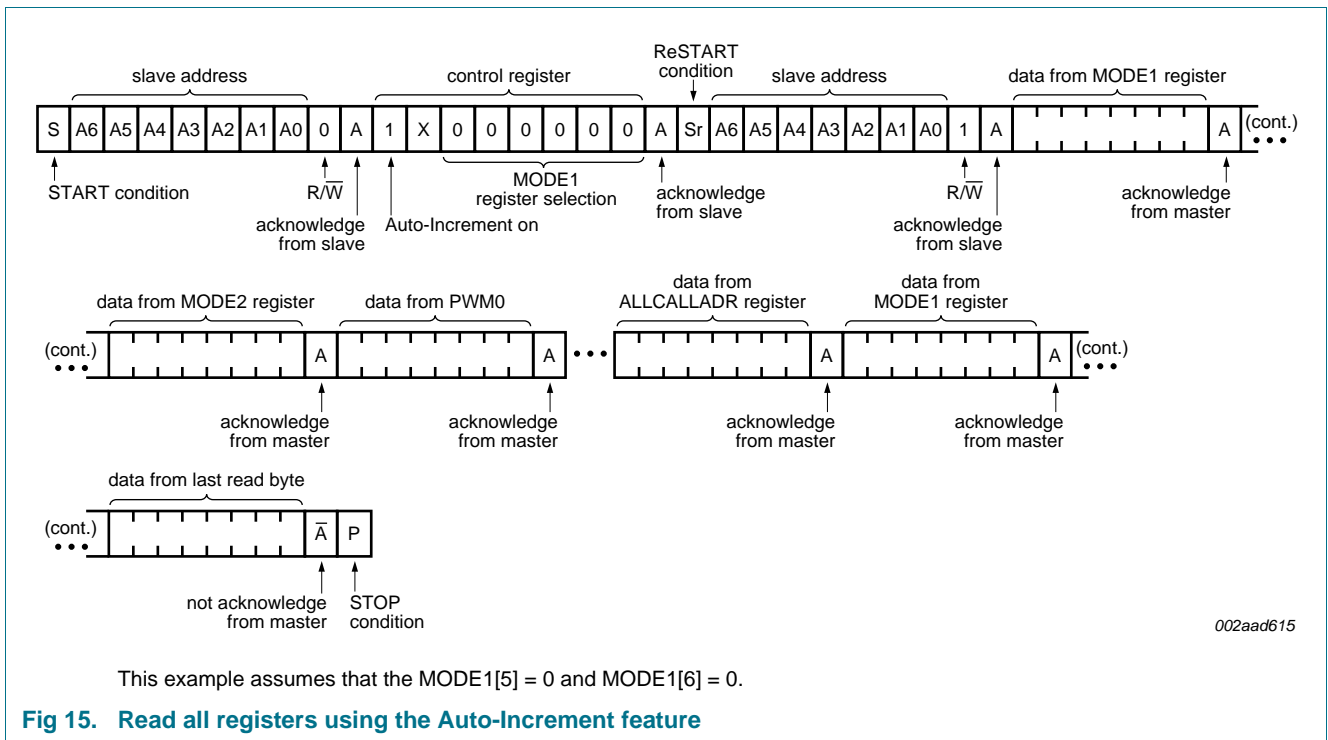 ReSTART
condition
slave address
control register
slave address
data from MODE1 register
S A6 A5 A4 A3 A2 A1 A0 0 A 1 X 0 0 0 0 0 0 A Sr A6 A5 A4 A3 A2 A1 A0 1 A A (cont.)
START condition
R/W̅
acknowledge
from slave
Auto-Increment on
MODE1
register selection
acknowledge
from slave
R/W̅
acknowledge
from slave
acknowledge
from master
data from MODE2 register
data from PWM0
data from
ALLCALLADR register
data from
MODE1 register
(cont.) A A ••• A A (cont.)
acknowledge
from master
acknowledge
from master
acknowledge
from master
acknowledge
from master
data from last read byte
(cont.) A̅ P
not acknowledge
from master
STOP
condition
002aad615
This example assumes that the MODE1[5] = 0 and MODE1[6] = 0.
Fig 15. Read all registers using the Auto-Increment feature